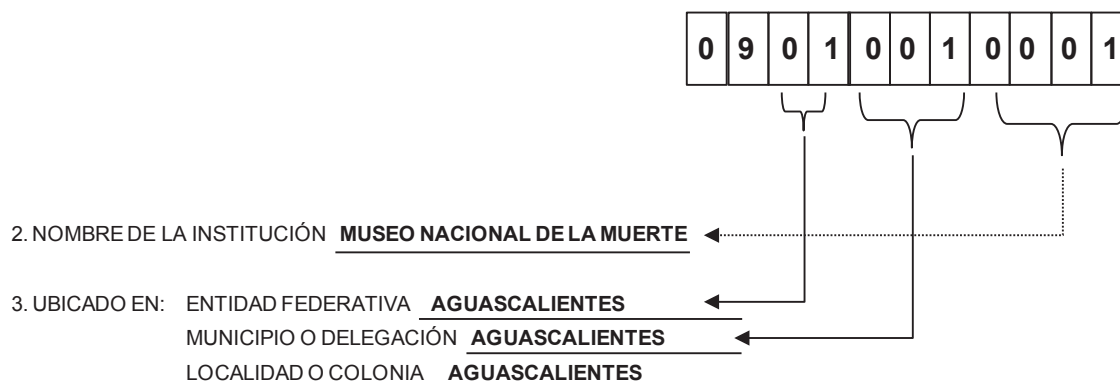 0 9 0 1 0 0 1 0 0 0 1
2. NOMBRE DE LA INSTITUCIÓN MUSEO NACIONAL DE LA MUERTE
3. UBICADO EN: ENTIDAD FEDERATIVA AGUASCALIENTES
MUNICIPIO O DELEGACIÓN AGUASCALIENTES
LOCALIDAD O COLONIA AGUASCALIENTES